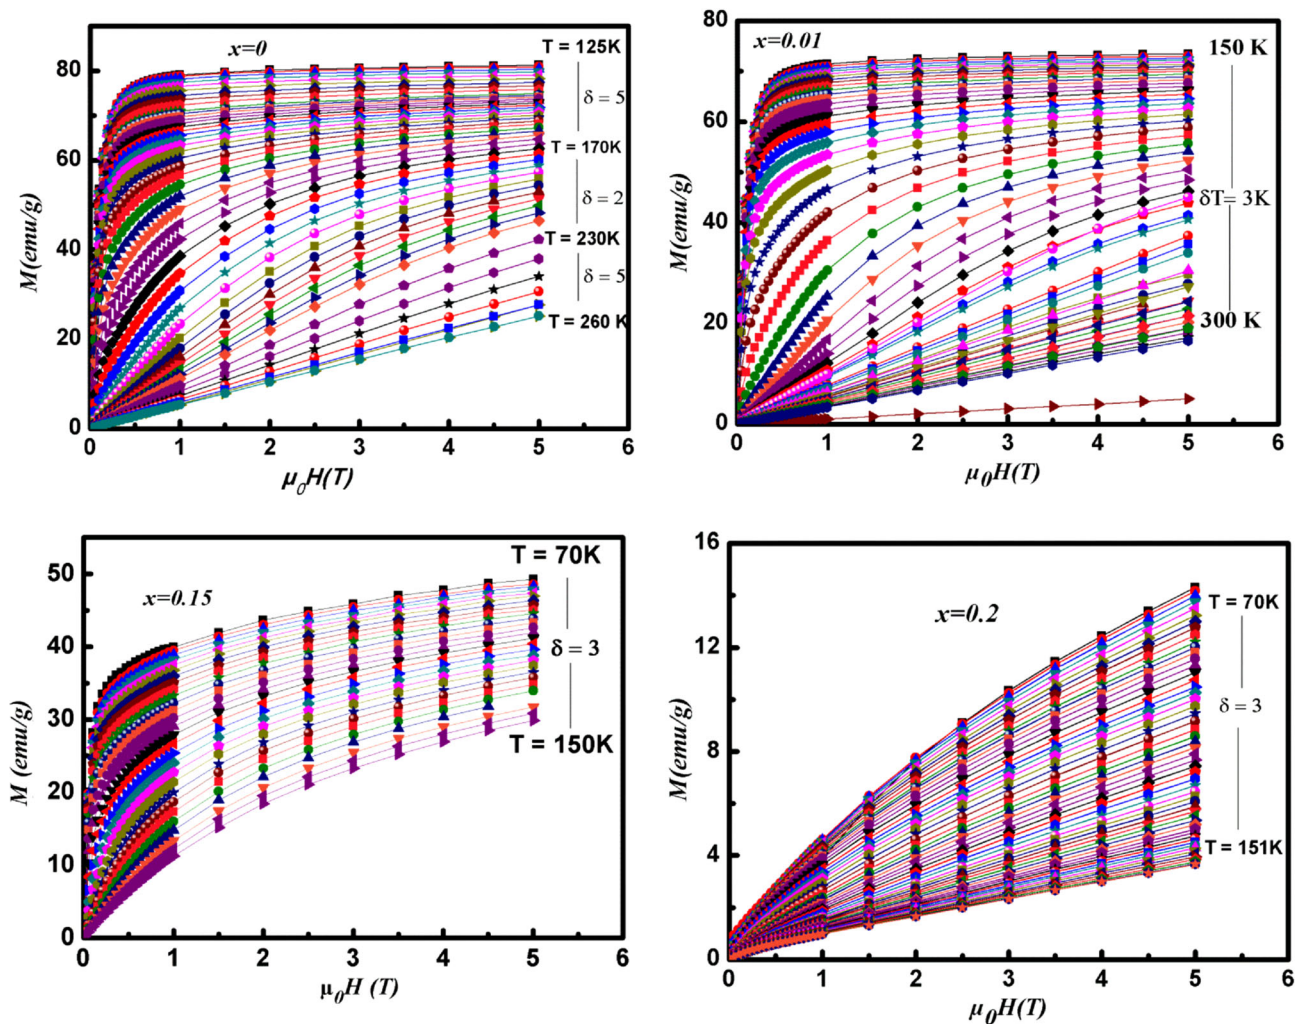 x=0
T = 125K
δ = 5
T = 170K
δ = 2
T = 230K
δ = 5
T = 260 K
M(emu/g)
80
60
40
20
0
0 1 2 3 4 5 6
μ0H(T)
x=0.01
150 K
δT= 3K
300 K
M(emu/g)
80
60
40
20
0
0 1 2 3 4 5 6
μ0H(T)
x=0.15
T = 70K
δ = 3
T = 150K
M (emu/g)
50
40
30
20
10
0
0 1 2 3 4 5 6
μ0H (T)
x=0.2
T = 70K
δ = 3
T = 151K
M(emu/g)
16
12
8
4
0
0 1 2 3 4 5 6
μ0H(T)